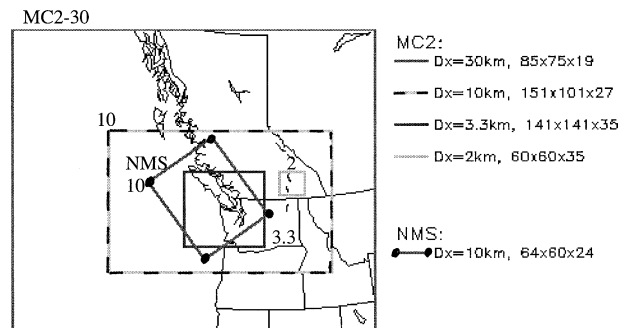 MC2-30
MC2:
Dx=30km, 85x75x19
Dx=10km, 151x101x27
Dx=3.3km, 141x141x35
Dx=2km, 60x60x35
10
NMS
10
2
3.3
NMS:
Dx=10km, 64x60x24